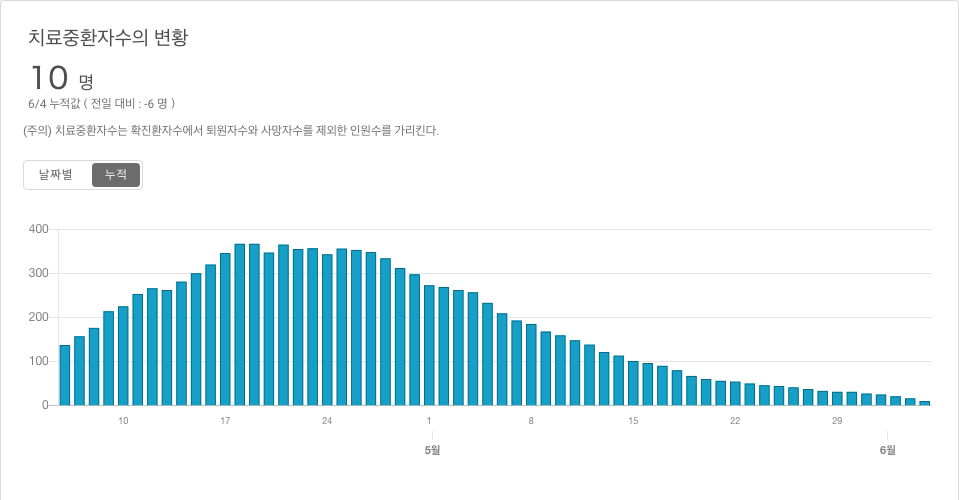 치료중환자수의 변황
10 명
6/4 누적값 ( 전일 대비 : -6 명 )
(주의) 치료중환자수는 확진환자수에서 퇴원자수와 사망자수를 제외한 인원수를 가리킨다.
날짜별 누적
400
300
200
100
0
10 17 24 1 8 15 22 29
5월 6월